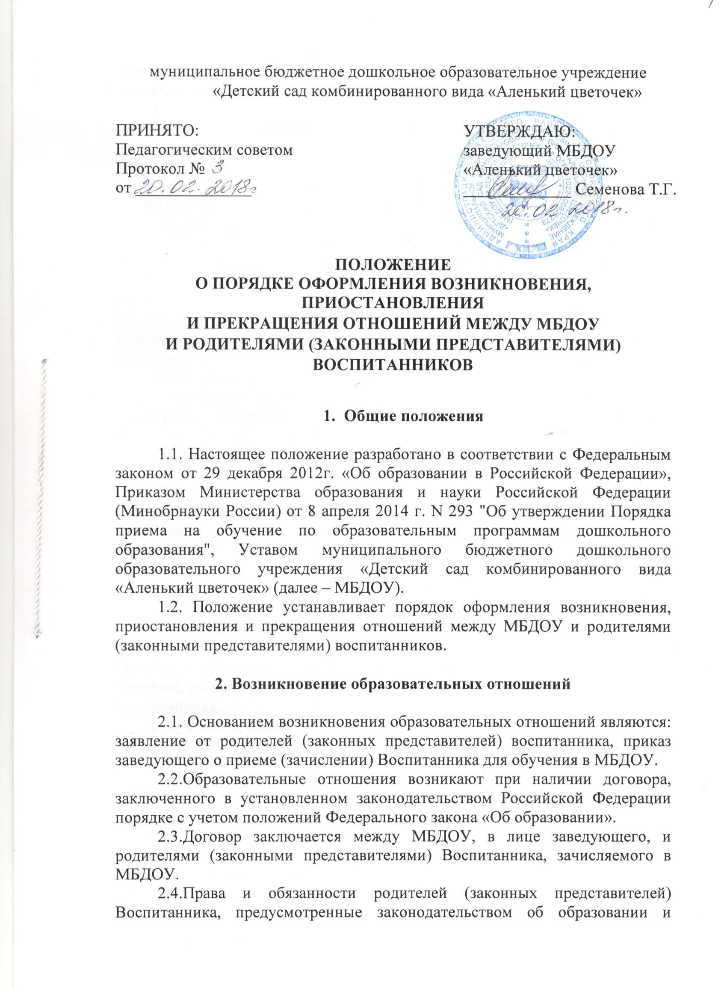 1
муниципальное бюджетное дошкольное образовательное учреждение
«Детский сад комбинированного вида «Аленький цветочек»
ПРИНЯТО:
Педагогическим советом
Протокол № 3
от 20.02.2018г
УТВЕРЖДАЮ:
заведующий МБДОУ
«Аленький цветочек»
Семенова Т.Г.
20.02.2018г.
ПОЛОЖЕНИЕ
О ПОРЯДКЕ ОФОРМЛЕНИЯ ВОЗНИКНОВЕНИЯ,
ПРИОСТАНОВЛЕНИЯ
И ПРЕКРАЩЕНИЯ ОТНОШЕНИЙ МЕЖДУ МБДОУ
И РОДИТЕЛЯМИ (ЗАКОННЫМИ ПРЕДСТАВИТЕЛЯМИ)
ВОСПИТАННИКОВ
1. Общие положения
1.1. Настоящее положение разработано в соответствии с Федеральным
законом от 29 декабря 2012г. «Об образовании в Российской Федерации»,
Приказом Министерства образования и науки Российской Федерации
(Минобрнауки России) от 8 апреля 2014 г. N 293 "Об утверждении Порядка
приема на обучение по образовательным программам дошкольного
образования", Уставом муниципального бюджетного дошкольного
образовательного учреждения «Детский сад комбинированного вида
«Аленький цветочек» (далее – МБДОУ).
1.2. Положение устанавливает порядок оформления возникновения,
приостановления и прекращения отношений между МБДОУ и родителями
(законными представителями) воспитанников.
2. Возникновение образовательных отношений
2.1. Основанием возникновения образовательных отношений являются:
заявление от родителей (законных представителей) воспитанника, приказ
заведующего о приеме (зачислении) Воспитанника для обучения в МБДОУ.
2.2.Образовательные отношения возникают при наличии договора,
заключенного в установленном законодательством Российской Федерации
порядке с учетом положений Федерального закона «Об образовании».
2.3.Договор заключается между МБДОУ, в лице заведующего, и
родителями (законными представителями) Воспитанника, зачисляемого в
МБДОУ.
2.4.Права и обязанности родителей (законных представителей)
Воспитанника, предусмотренные законодательством об образовании и